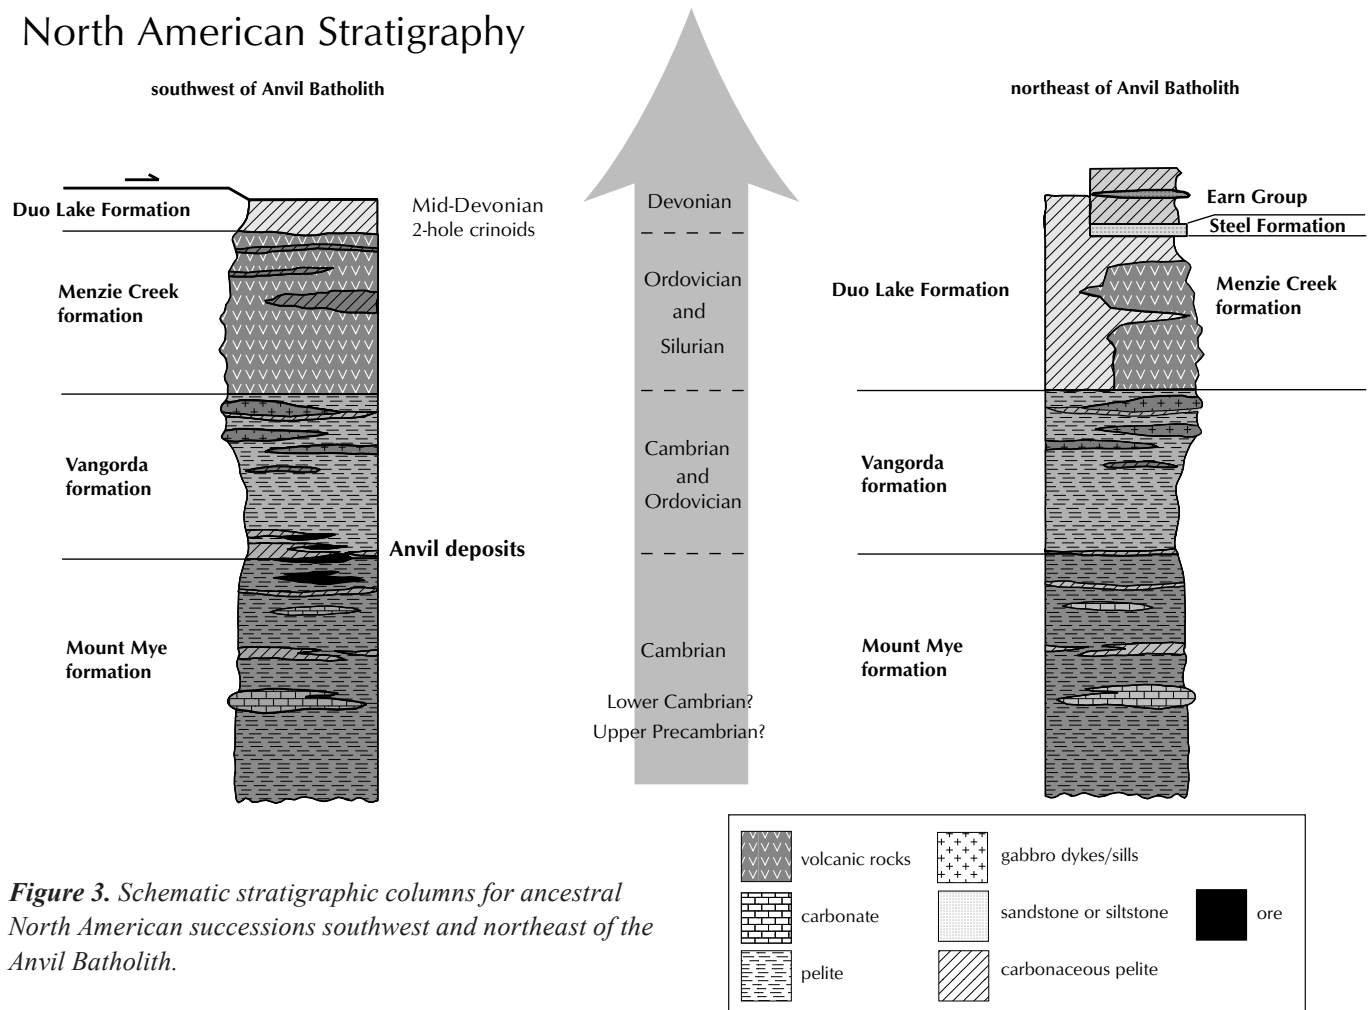 North American Stratigraphy
southwest of Anvil Batholith
northeast of Anvil Batholith
Duo Lake Formation
Menzie Creek
formation
Vangorda
formation
Mount Mye
formation
Mid-Devonian
2-hole crinoids
Anvil deposits
Devonian
Ordovician
and
Silurian
Cambrian
and
Ordovician
Cambrian
Lower Cambrian?
Upper Precambrian?
Duo Lake Formation
Vangorda
formation
Mount Mye
formation
Earn Group
Steel Formation
Menzie Creek
formation
volcanic rocks
carbonate
pelite
gabbro dykes/sills
sandstone or siltstone
carbonaceous pelite
ore
Figure 3. Schematic stratigraphic columns for ancestral
North American successions southwest and northeast of the
Anvil Batholith.